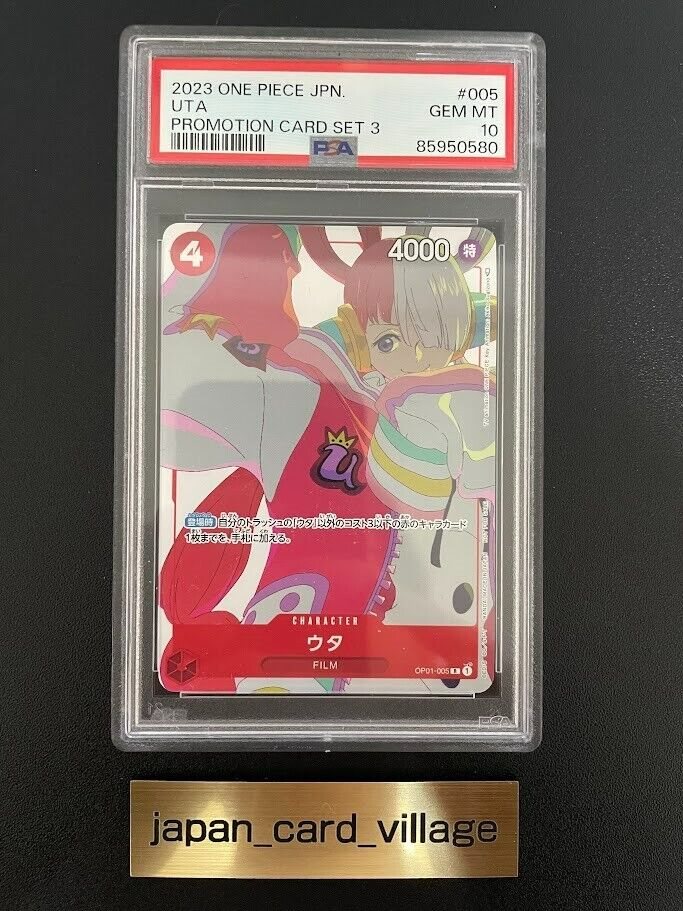 2023 ONE PIECE JPN.
#005
UTA
GEM MT
PROMOTION CARD SET 3
10
PSA
85950580
4
4000
特
u
登場時 自分のトラッシュの「ウタ」以外のコスト3以下の赤のキャラカード
1枚までを、手札に加える。
CHARACTER
ウタ
FILM
OP01-005 R 1
PSA
japan_card_village